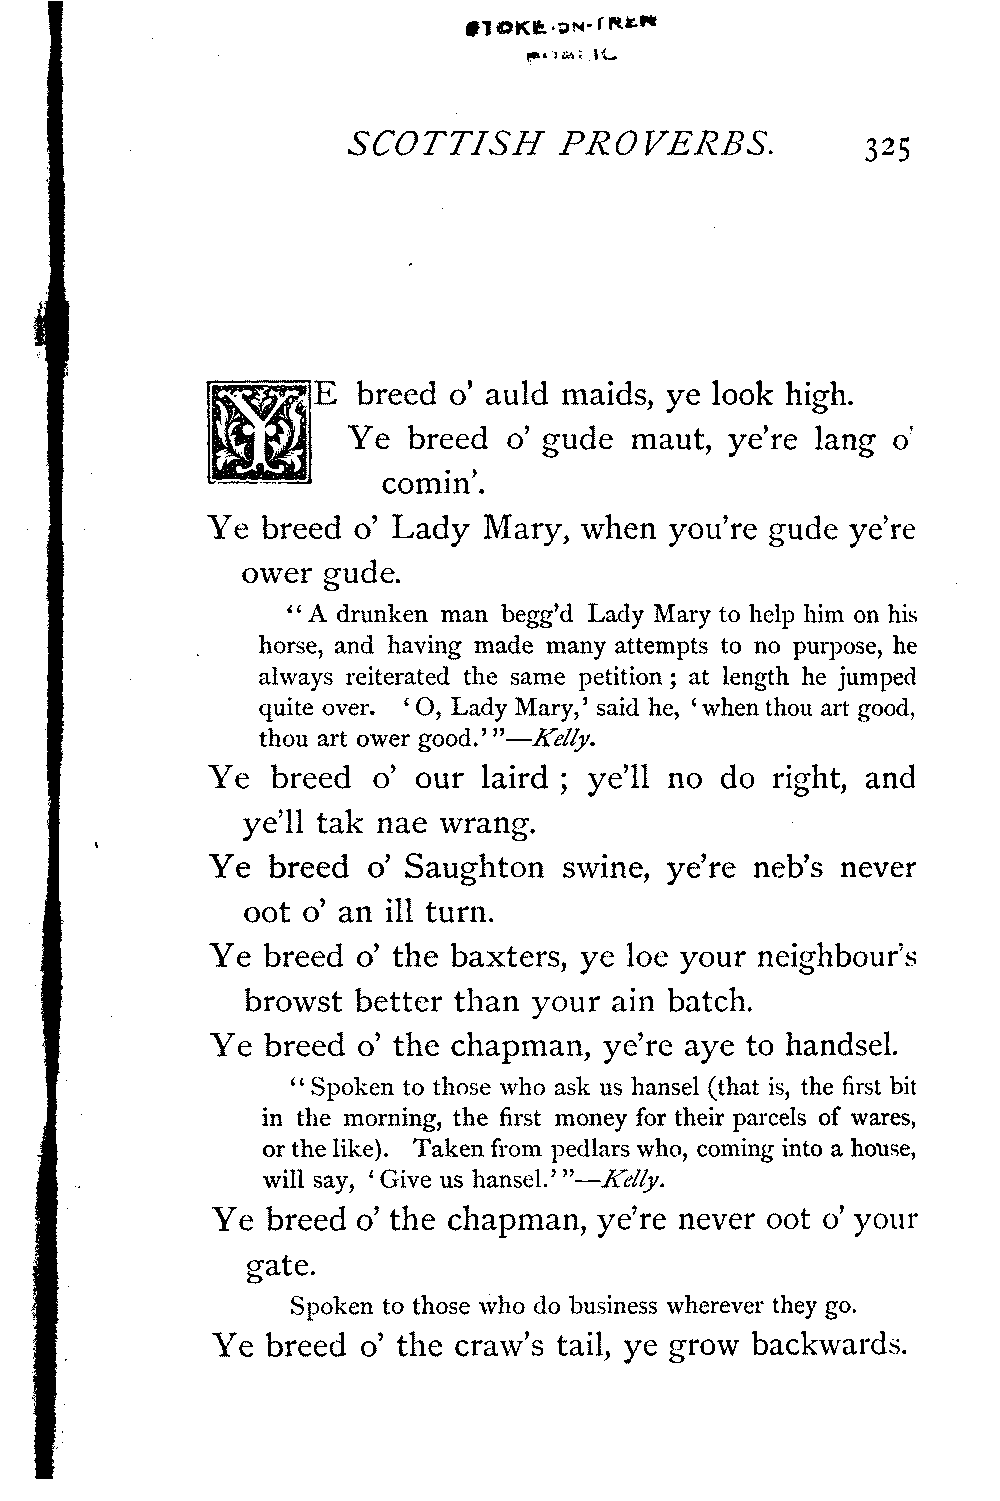 STOKE-ON-TREN
SCOTTISH PROVERBS. 325
YE breed o' auld maids, ye look high.
Ye breed o' gude maut, ye're lang o'
comin'.
Ye breed o' Lady Mary, when you're gude ye're
ower gude.
"A drunken man begg'd Lady Mary to help him on his
horse, and having made many attempts to no purpose, he
always reiterated the same petition; at length he jumped
quite over. 'O, Lady Mary,' said he, 'when thou art good,
thou art ower good.'"—Kelly.
Ye breed o' our laird; ye'll no do right, and
ye'll tak nae wrang.
Ye breed o' Saughton swine, ye're neb's never
oot o' an ill turn.
Ye breed o' the baxters, ye loe your neighbour's
browst better than your ain batch.
Ye breed o' the chapman, ye're aye to handsel.
"Spoken to those who ask us hansel (that is, the first bit
in the morning, the first money for their parcels of wares,
or the like). Taken from pedlars who, coming into a house,
will say, 'Give us hansel.'"—Kelly.
Ye breed o' the chapman, ye're never oot o' your
gate.
Spoken to those who do business wherever they go.
Ye breed o' the craw's tail, ye grow backwards.